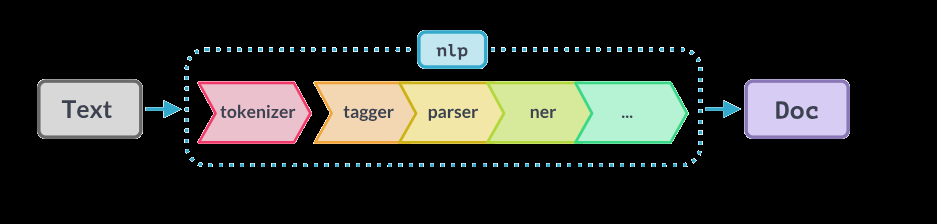 nlp
Text
tokenizer
tagger
parser
ner
...
Doc